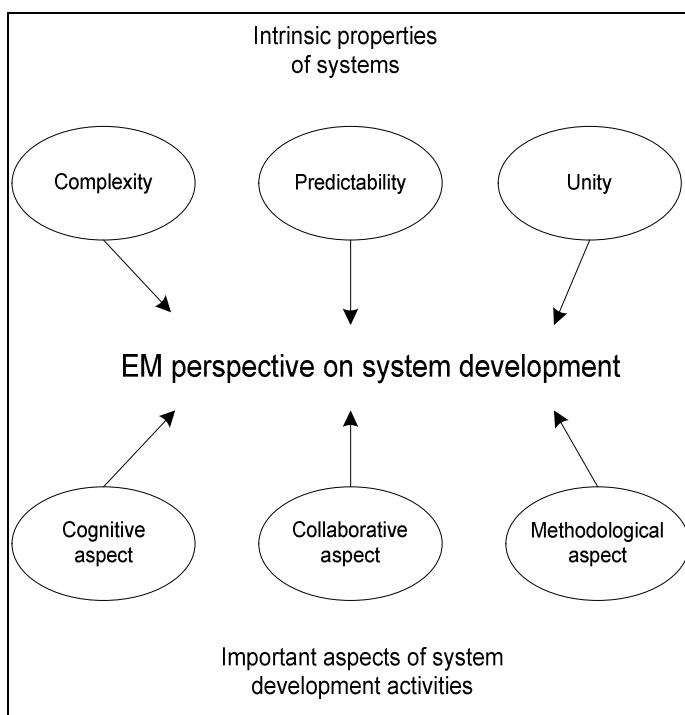 Intrinsic properties
of systems
Complexity
Predictability
Unity
EM perspective on system development
Cognitive
aspect
Collaborative
aspect
Methodological
aspect
Important aspects of system
development activities